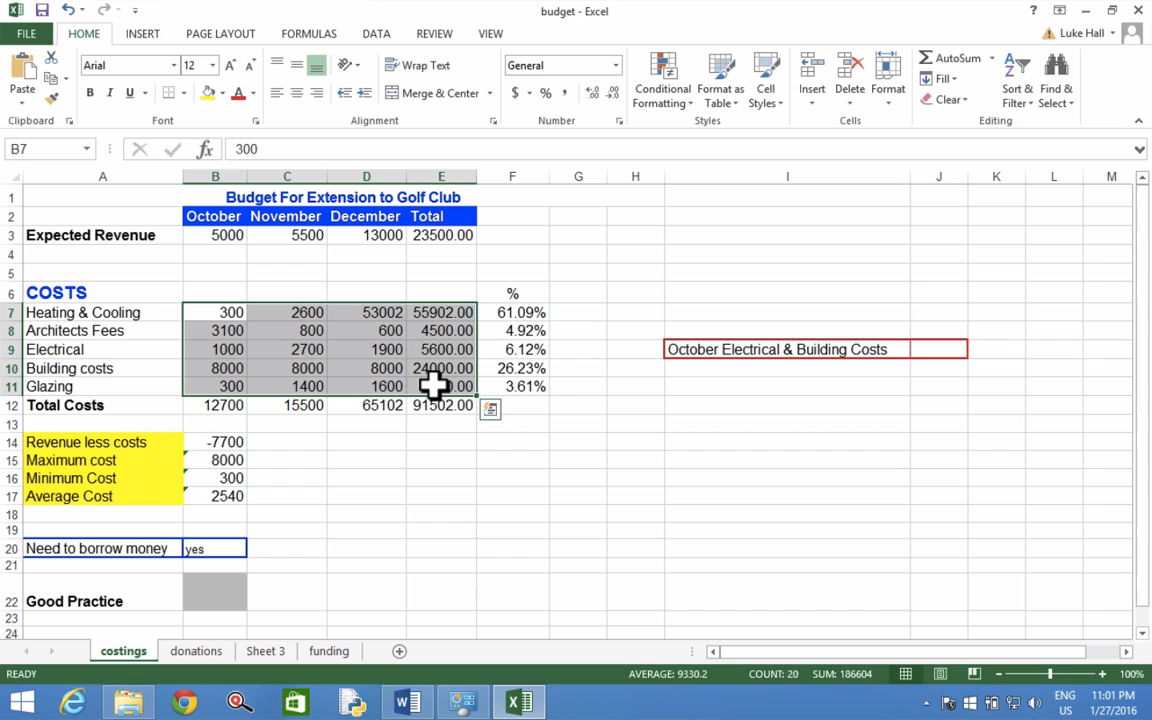 budget - Excel
FILE HOME INSERT PAGE LAYOUT FORMULAS DATA REVIEW VIEW Luke Hall
Arial 12 Wrap Text General Conditional Format as Cell Insert Delete Format AutoSum Sort & Find &
Paste B I U A Merge & Center $ % , Formatting Table Styles Fill Clear Filter Select
Clipboard Font Alignment Number Styles Cells Editing
B7 fx 300
A B C D E F G H I J K L M
1 Budget For Extension to Golf Club
2 October November December Total
3 Expected Revenue 5000 5500 13000 23500.00
4
5
6 COSTS %
7 Heating & Cooling 300 2600 53002 55902.00 61.09%
8 Architects Fees 3100 800 600 4500.00 4.92%
9 Electrical 1000 2700 1900 5600.00 6.12% October Electrical & Building Costs
10 Building costs 8000 8000 8000 24000.00 26.23%
11 Glazing 300 1400 1600 3.61%
12 Total Costs 12700 15500 65102 91502.00
13
14 Revenue less costs -7700
15 Maximum cost 8000
16 Minimum Cost 300
17 Average Cost 2540
18
19
20 Need to borrow money yes
21
22 Good Practice
23
24
costings donations Sheet 3 funding
READY AVERAGE: 9330.2 COUNT: 20 SUM: 186604 100%
ENG 11:01 PM
US 1/27/2016